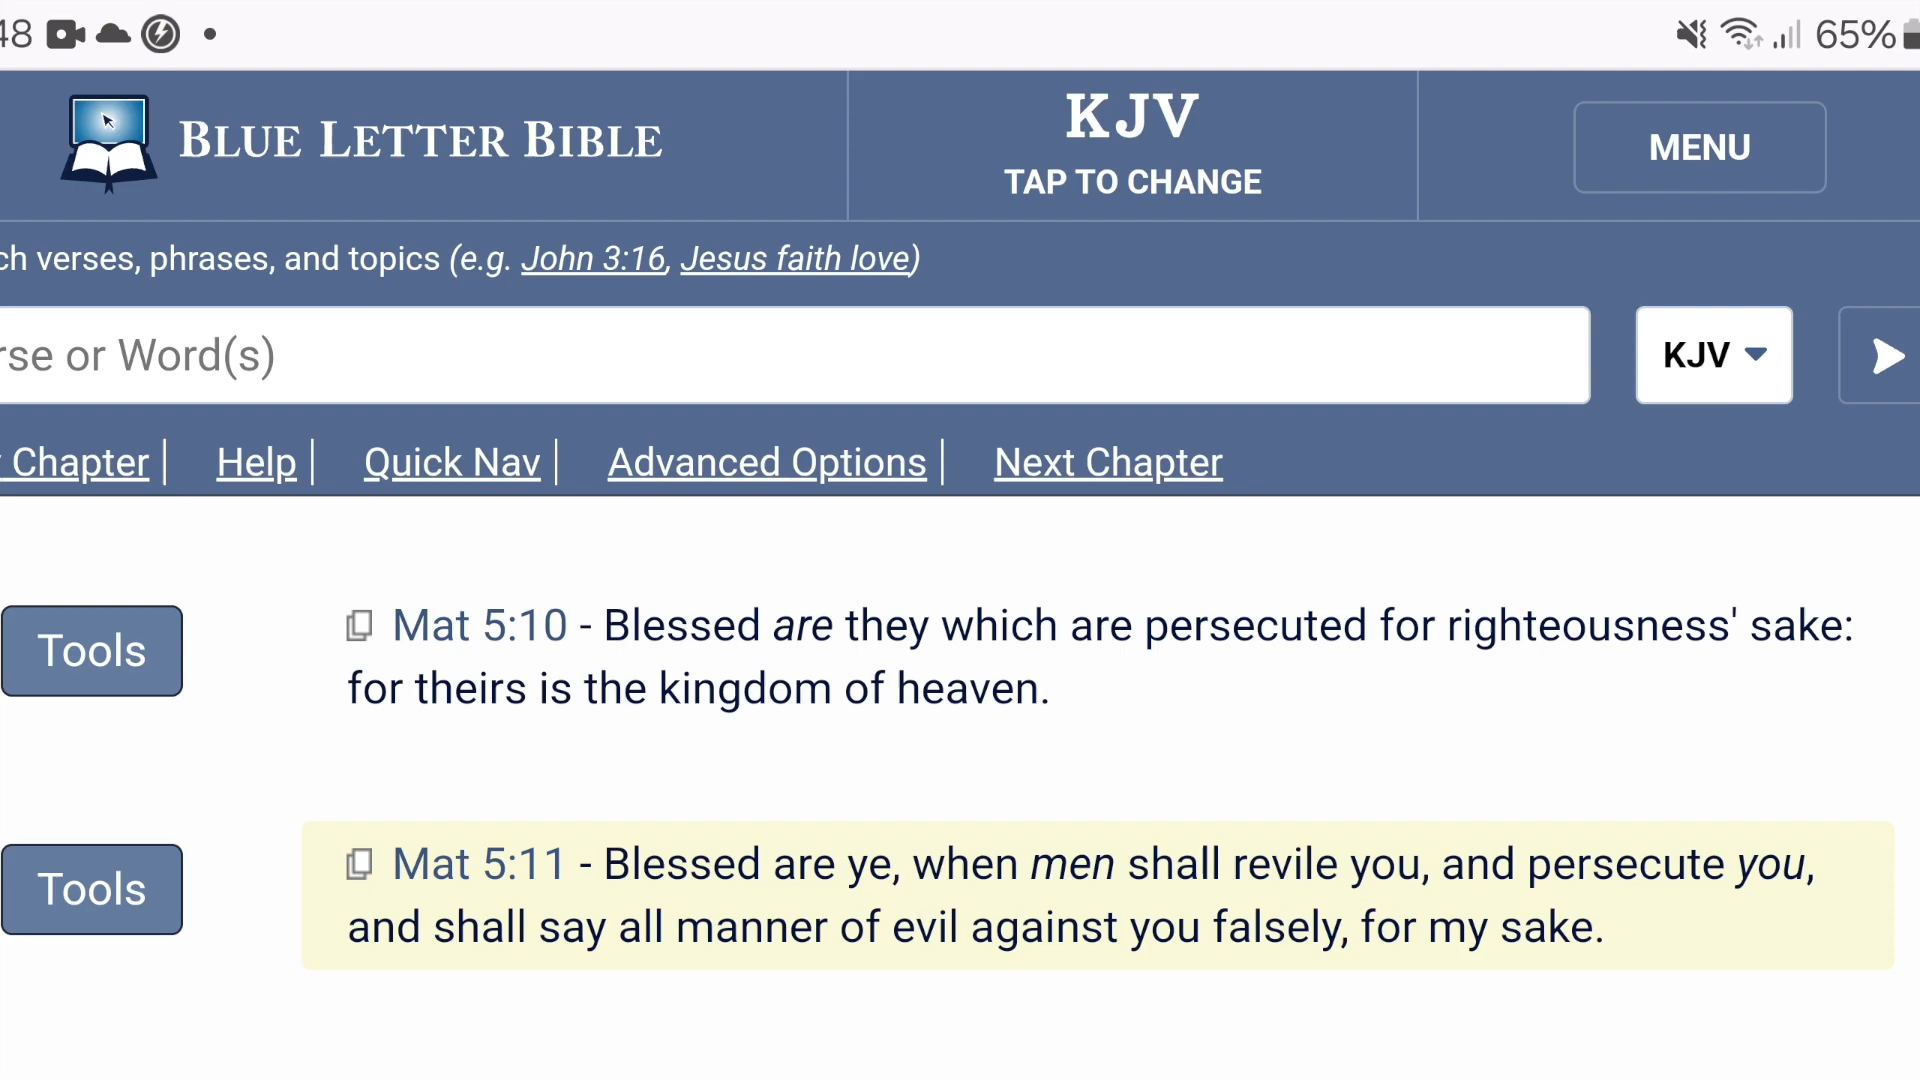 48 65%
BLUE LETTER BIBLE
KJV
TAP TO CHANGE
MENU
ch verses, phrases, and topics (e.g. John 3:16, Jesus faith love)
rse or Word(s)
KJV
Chapter | Help | Quick Nav | Advanced Options | Next Chapter
Tools
Mat 5:10 - Blessed are they which are persecuted for righteousness' sake:
for theirs is the kingdom of heaven.
Tools
Mat 5:11 - Blessed are ye, when men shall revile you, and persecute you,
and shall say all manner of evil against you falsely, for my sake.